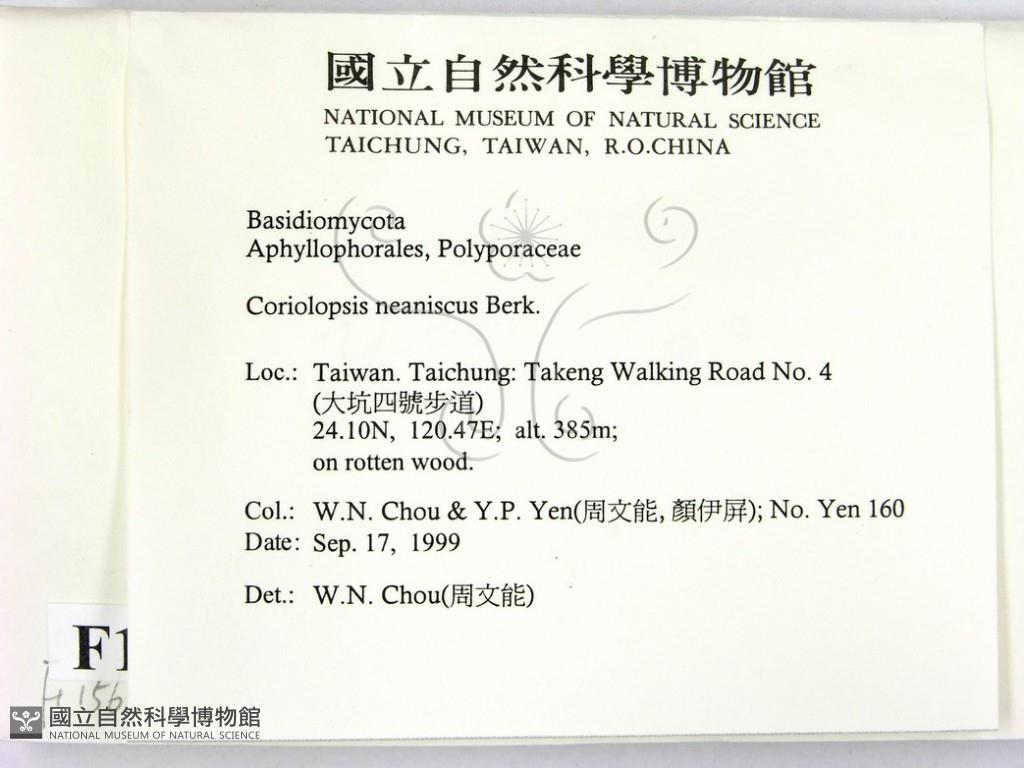 國立自然科學博物館
NATIONAL MUSEUM OF NATURAL SCIENCE
TAICHUNG, TAIWAN, R.O.CHINA
Basidiomycota
Aphyllophorales, Polyporaceae
Coriolopsis neaniscus Berk.
Loc.: Taiwan. Taichung: Takeng Walking Road No. 4
(大坑四號步道)
24.10N, 120.47E; alt. 385m;
on rotten wood.
Col.: W.N. Chou & Y.P. Yen(周文能, 顏伊屏); No. Yen 160
Date: Sep. 17, 1999
Det.: W.N. Chou(周文能)
國立自然科學博物館
NATIONAL MUSEUM OF NATURAL SCIENCE